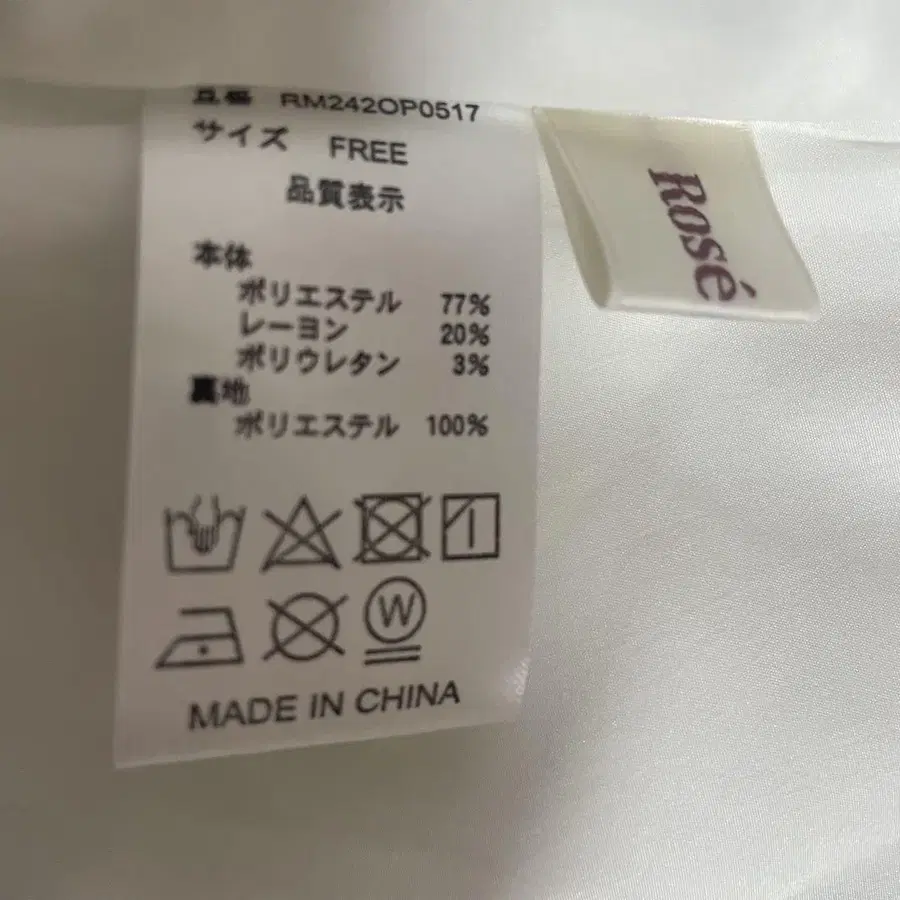 品番 RM242OP0517
サイズ FREE
品質表示
本体
ポリエステル 77%
レーヨン 20%
ポリウレタン 3%
裏地
ポリエステル 100%
W
MADE IN CHINA
Rosé